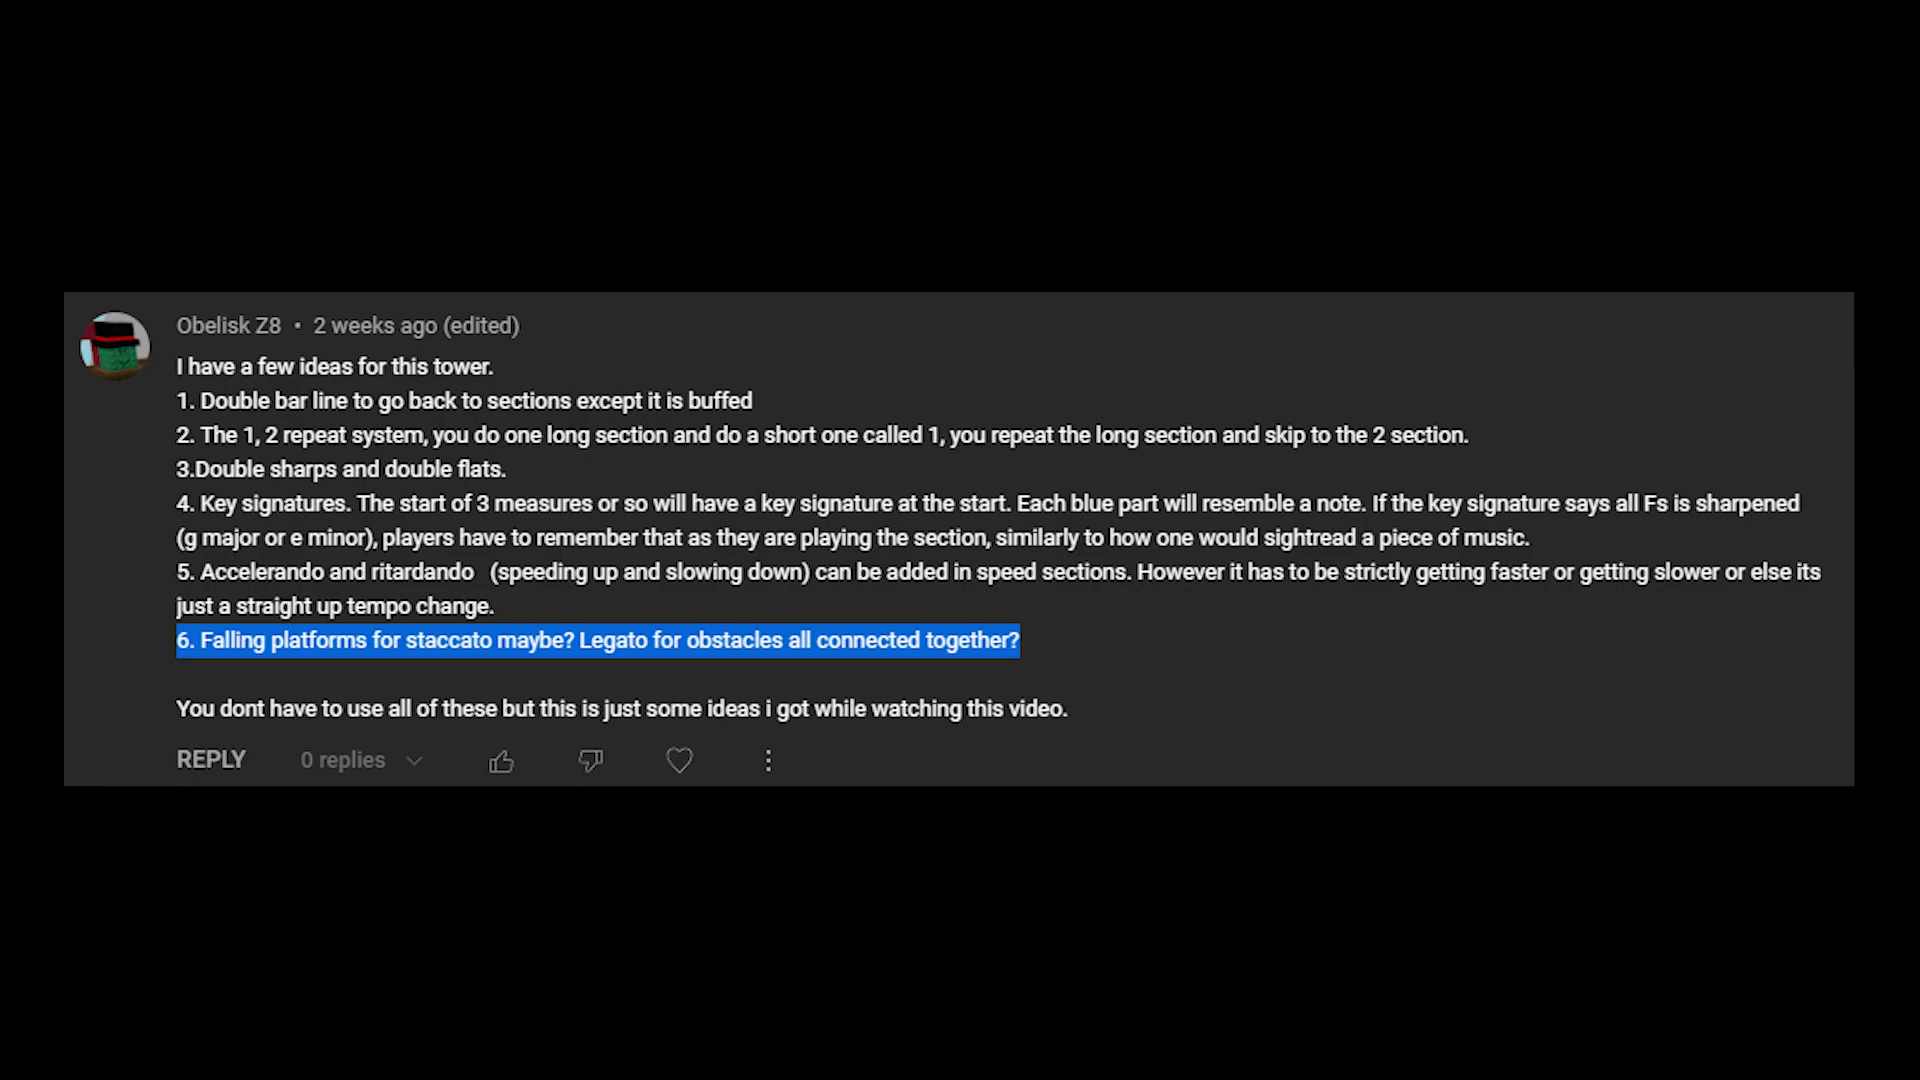 Obelisk Z8 • 2 weeks ago (edited)
I have a few ideas for this tower.
1. Double bar line to go back to sections except it is buffed
2. The 1, 2 repeat system, you do one long section and do a short one called 1, you repeat the long section and skip to the 2 section.
3.Double sharps and double flats.
4. Key signatures. The start of 3 measures or so will have a key signature at the start. Each blue part will resemble a note. If the key signature says all Fs is sharpened
(g major or e minor), players have to remember that as they are playing the section, similarly to how one would sightread a piece of music.
5. Accelerando and ritardando  (speeding up and slowing down) can be added in speed sections. However it has to be strictly getting faster or getting slower or else its
just a straight up tempo change.
6. Falling platforms for staccato maybe? Legato for obstacles all connected together?
You dont have to use all of these but this is just some ideas i got while watching this video.
REPLY 0 replies